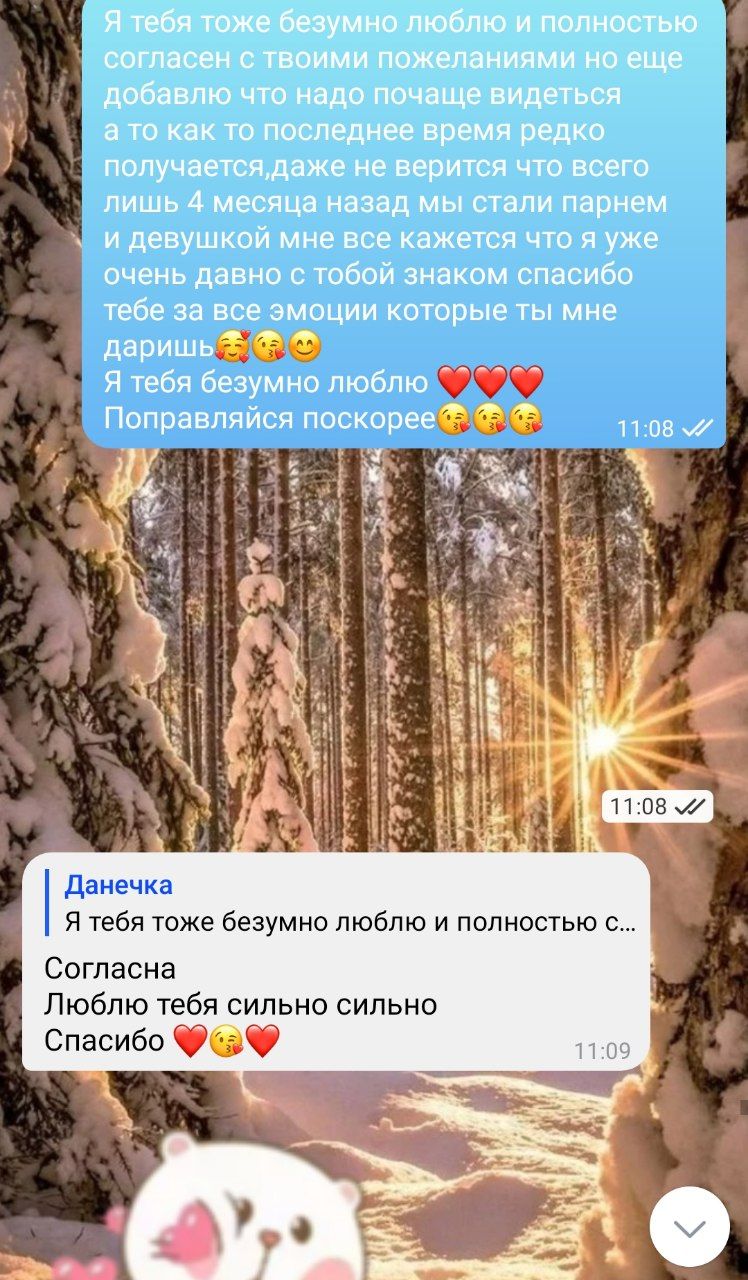 Я тебя тоже безумно люблю и полностью
согласен с твоими пожеланиями но еще
добавлю что надо почаще видеться
а то как то последнее время редко
получается,даже не верится что всего
лишь 4 месяца назад мы стали парнем
и девушкой мне все кажется что я уже
очень давно с тобой знаком спасибо
тебе за все эмоции которые ты мне
даришь🥰😘😊
Я тебя безумно люблю ❤️❤️❤️
Поправляйся поскорее😘😘😘
11:08
11:08
Данечка
Я тебя тоже безумно люблю и полностью с...
Согласна
Люблю тебя сильно сильно
Спасибо ❤️😘❤️
11:09